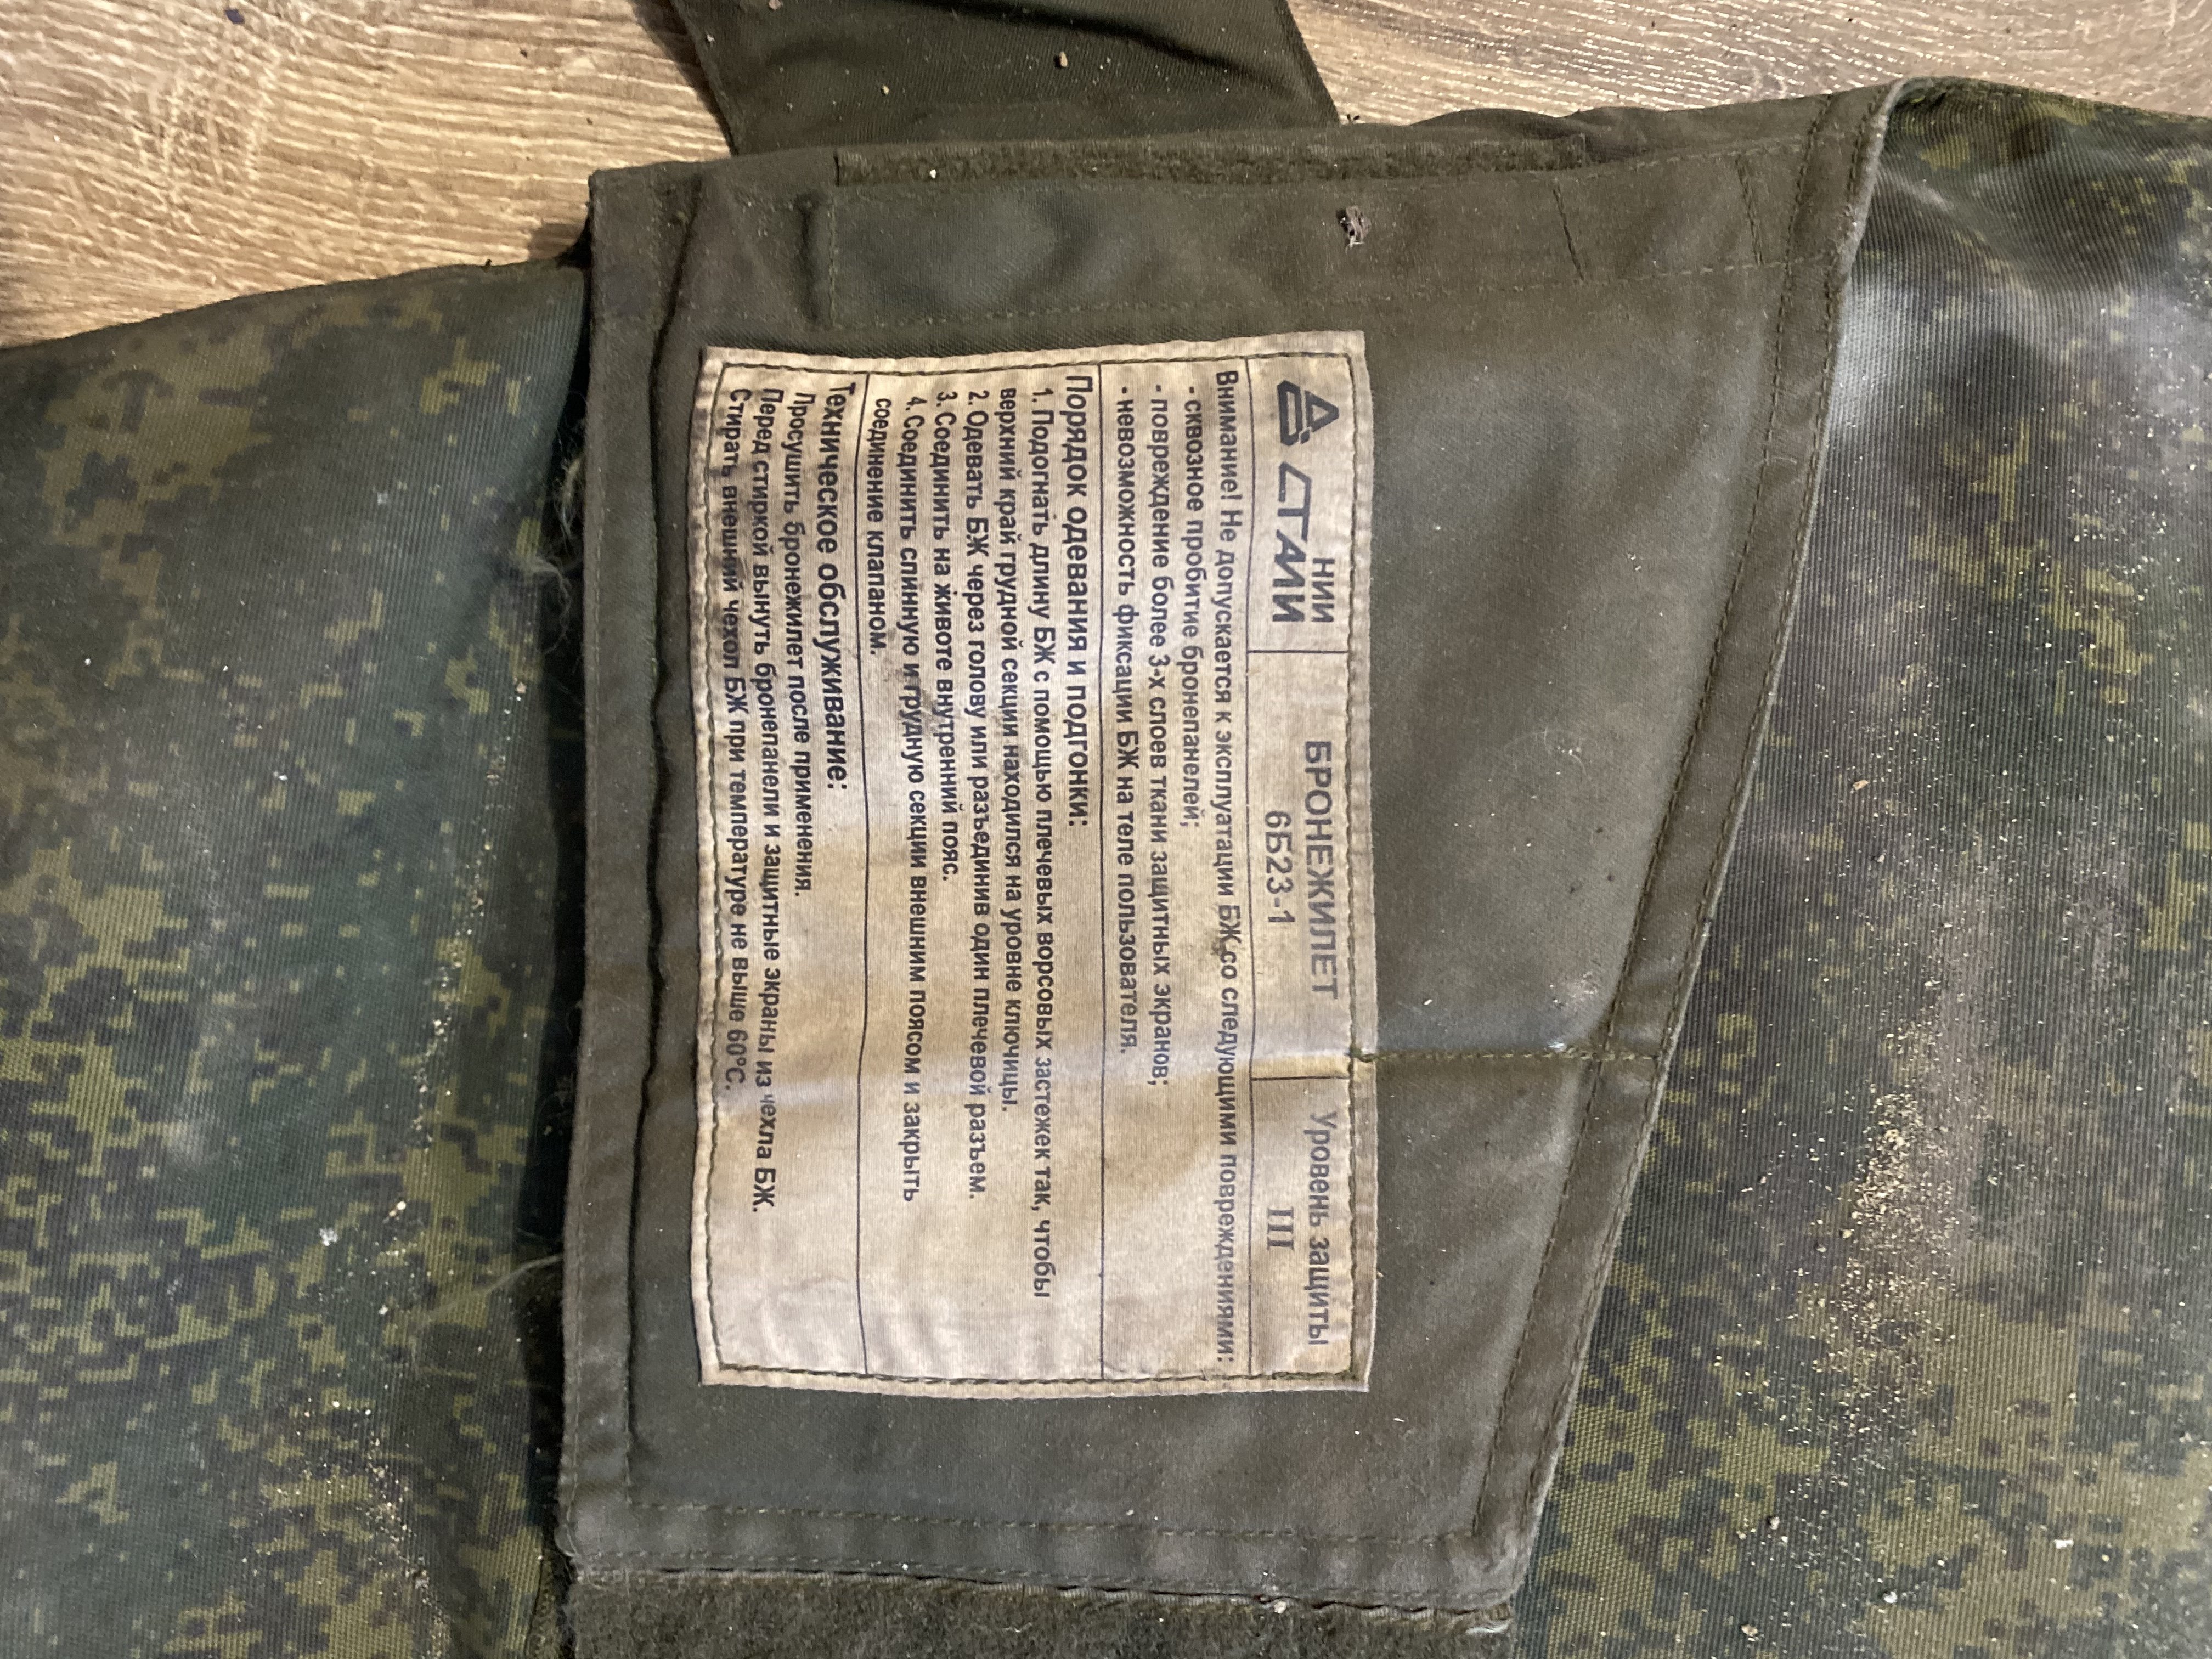 НИИ
СТАЛИ
БРОНЕЖИЛЕТ
6Б23-1
Уровень защиты
III
Внимание! Не допускается к эксплуатации БЖ со следующими повреждениями:
- сквозное пробитие бронепанелей;
- повреждение более 3-х слоев ткани защитных экранов;
- невозможность фиксации БЖ на теле пользователя.
Порядок одевания и подгонки:
1. Подогнать длину БЖ с помощью плечевых ворсовых застежек так, чтобы
верхний край грудной секции находился на уровне ключицы.
2. Одевать БЖ через голову или разъединив один плечевой разъем.
3. Соединить на животе внутренний пояс.
4. Соединить спинную и грудную секции внешним поясом и закрыть
соединение клапаном.
Техническое обслуживание:
Просушить бронежилет после применения.
Перед стиркой вынуть бронепанели и защитные экраны из чехла БЖ.
Стирать внешний чехол БЖ при температуре не выше 60°С.